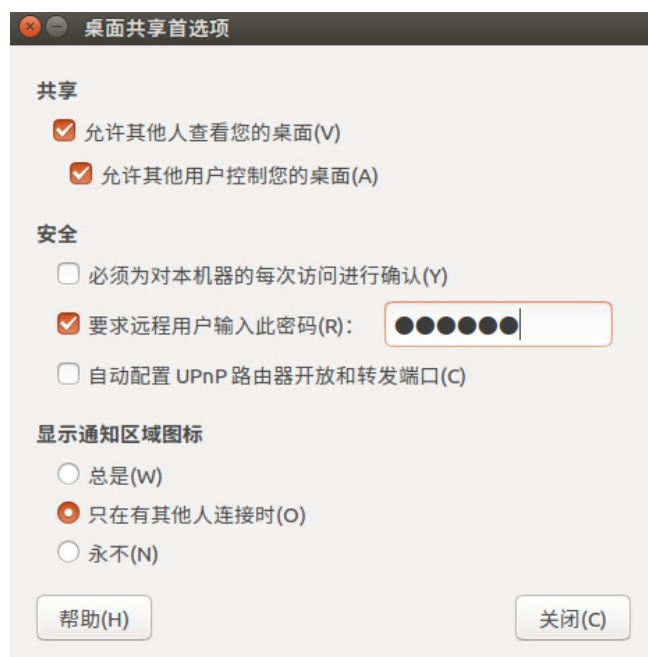 桌面共享首选项
共享
允许其他人查看您的桌面(V)
允许其他用户控制您的桌面(A)
安全
必须为对本机器的每次访问进行确认(Y)
要求远程用户输入此密码(R)： ●●●●●●
自动配置 UPnP 路由器开放和转发端口(C)
显示通知区域图标
总是(W)
只在有其他人连接时(O)
永不(N)
帮助(H) 关闭(C)